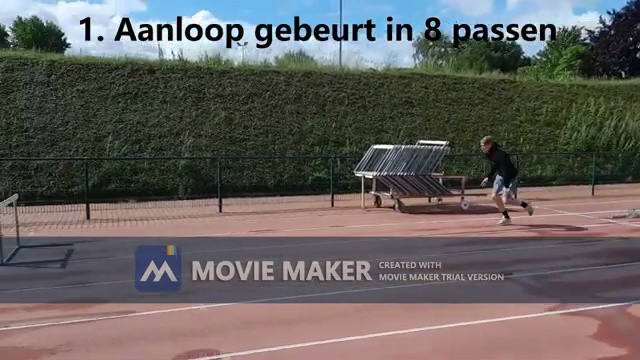 1. Aanloop gebeurt in 8 passen
MOVIE MAKER
CREATED WITH
MOVIE MAKER TRIAL VERSION